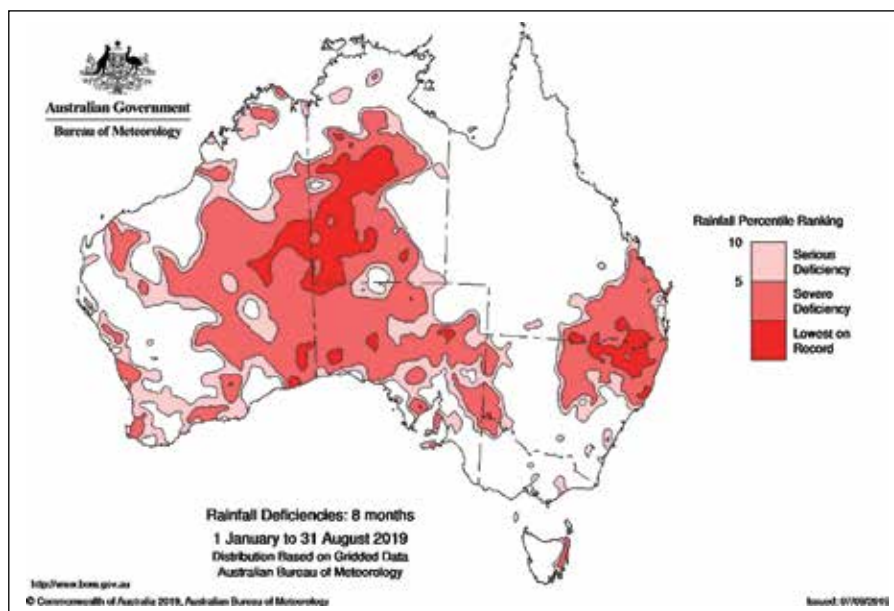 Australian Government
Bureau of Meteorology
Rainfall Percentile Ranking
10
Serious
Deficiency
5
Severe
Deficiency
Lowest on
Record
Rainfall Deficiencies: 8 months
1 January to 31 August 2019
Distribution Based on Gridded Data
Australian Bureau of Meteorology
http://www.bom.gov.au
© Commonwealth of Australia 2019, Australian Bureau of Meteorology
Issued: